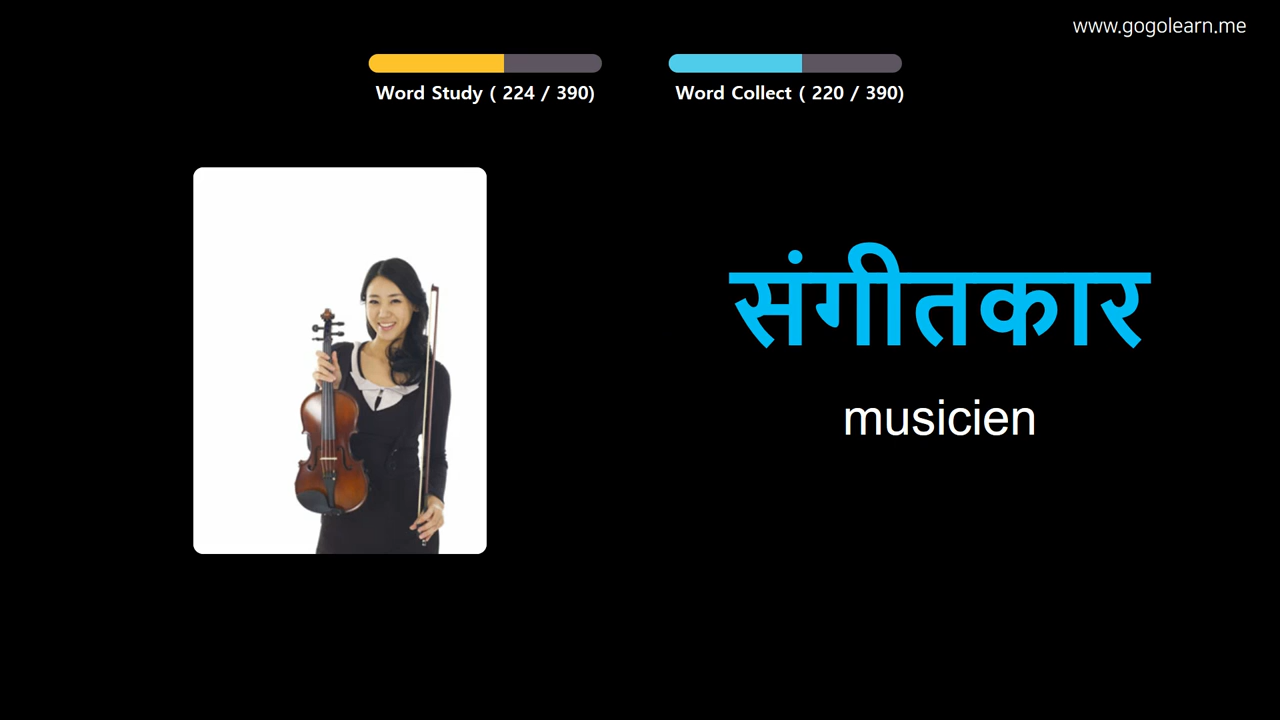 www.gogolearn.me
Word Study ( 224 / 390)
Word Collect ( 220 / 390)
संगीतकार
musicien